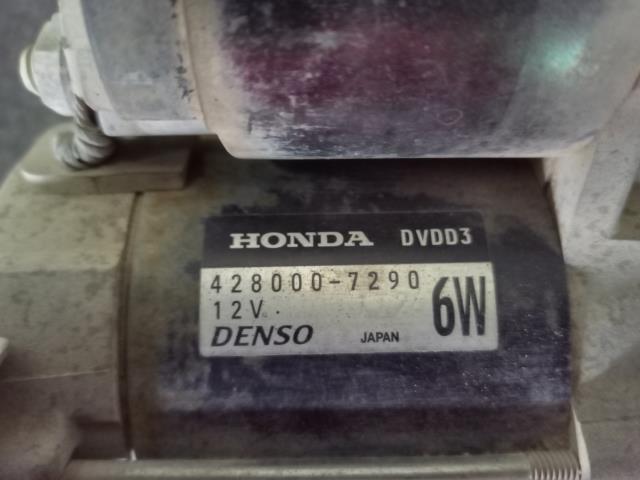 HONDA DVDD3
428000-7290
12V.
DENSO JAPAN 6W